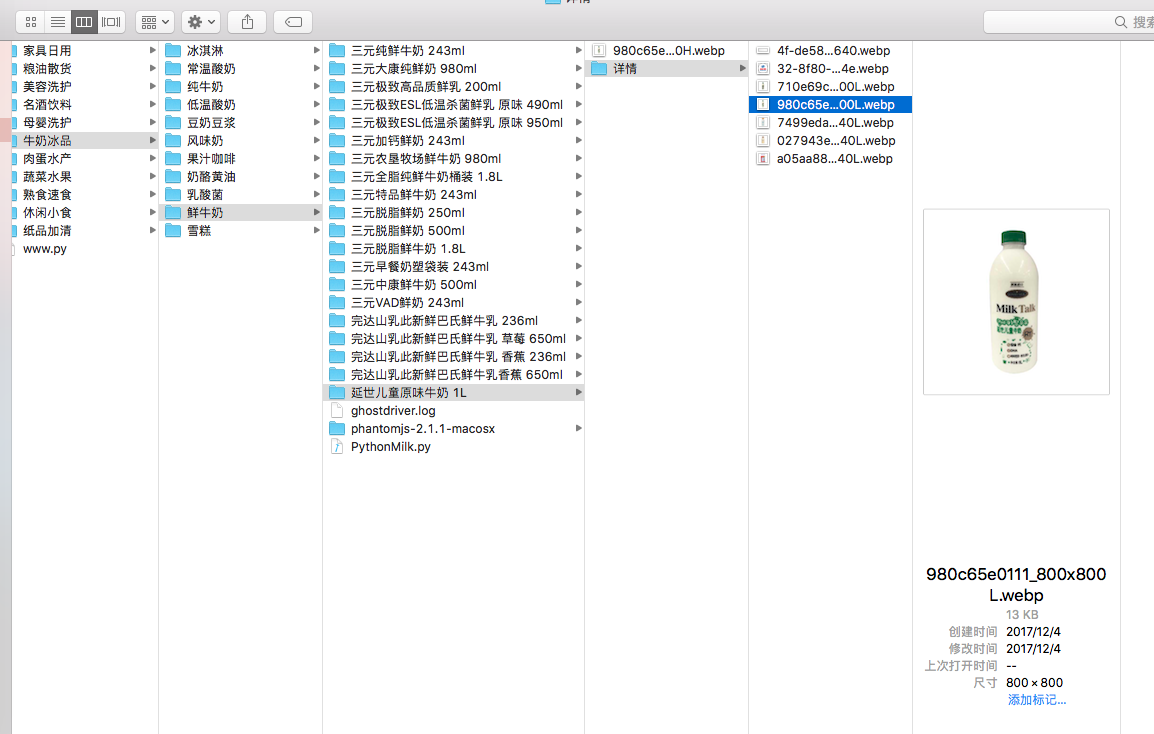 详情
搜索
家具日用
粮油散货
美容洗护
名酒饮料
母婴洗护
牛奶冰品
肉蛋水产
蔬菜水果
熟食速食
休闲小食
纸品加清
www.py
冰淇淋
常温酸奶
纯牛奶
低温酸奶
豆奶豆浆
风味奶
果汁咖啡
奶酪黄油
乳酸菌
鲜牛奶
雪糕
三元纯鲜牛奶 243ml
三元大康纯鲜奶 980ml
三元极致高品质鲜乳 200ml
三元极致ESL低温杀菌鲜乳 原味 490ml
三元极致ESL低温杀菌鲜乳 原味 950ml
三元加钙鲜牛奶 243ml
三元农垦牧场鲜牛奶 980ml
三元全脂纯鲜牛奶桶装 1.8L
三元特品鲜牛奶 243ml
三元脱脂鲜奶 250ml
三元脱脂鲜奶 500ml
三元脱脂鲜牛奶 1.8L
三元早餐奶塑袋装 243ml
三元中康鲜牛奶 500ml
三元VAD鲜奶 243ml
完达山乳此新鲜巴氏鲜牛乳 236ml
完达山乳此新鲜巴氏鲜牛乳 草莓 650ml
完达山乳此新鲜巴氏鲜牛乳 香蕉 236ml
完达山乳此新鲜巴氏鲜牛乳香蕉 650ml
延世儿童原味牛奶 1L
ghostdriver.log
phantomjs-2.1.1-macosx
PythonMilk.py
980c65e...0H.webp
详情
4f-de58...640.webp
32-8f80-...4e.webp
710e69c...00L.webp
980c65e...00L.webp
7499eda...40L.webp
027943e...40L.webp
a05aa88...40L.webp
Milk Talk
980c65e0111_800x800
L.webp
13 KB
创建时间 2017/12/4
修改时间 2017/12/4
上次打开时间 --
尺寸 800 × 800
添加标记...